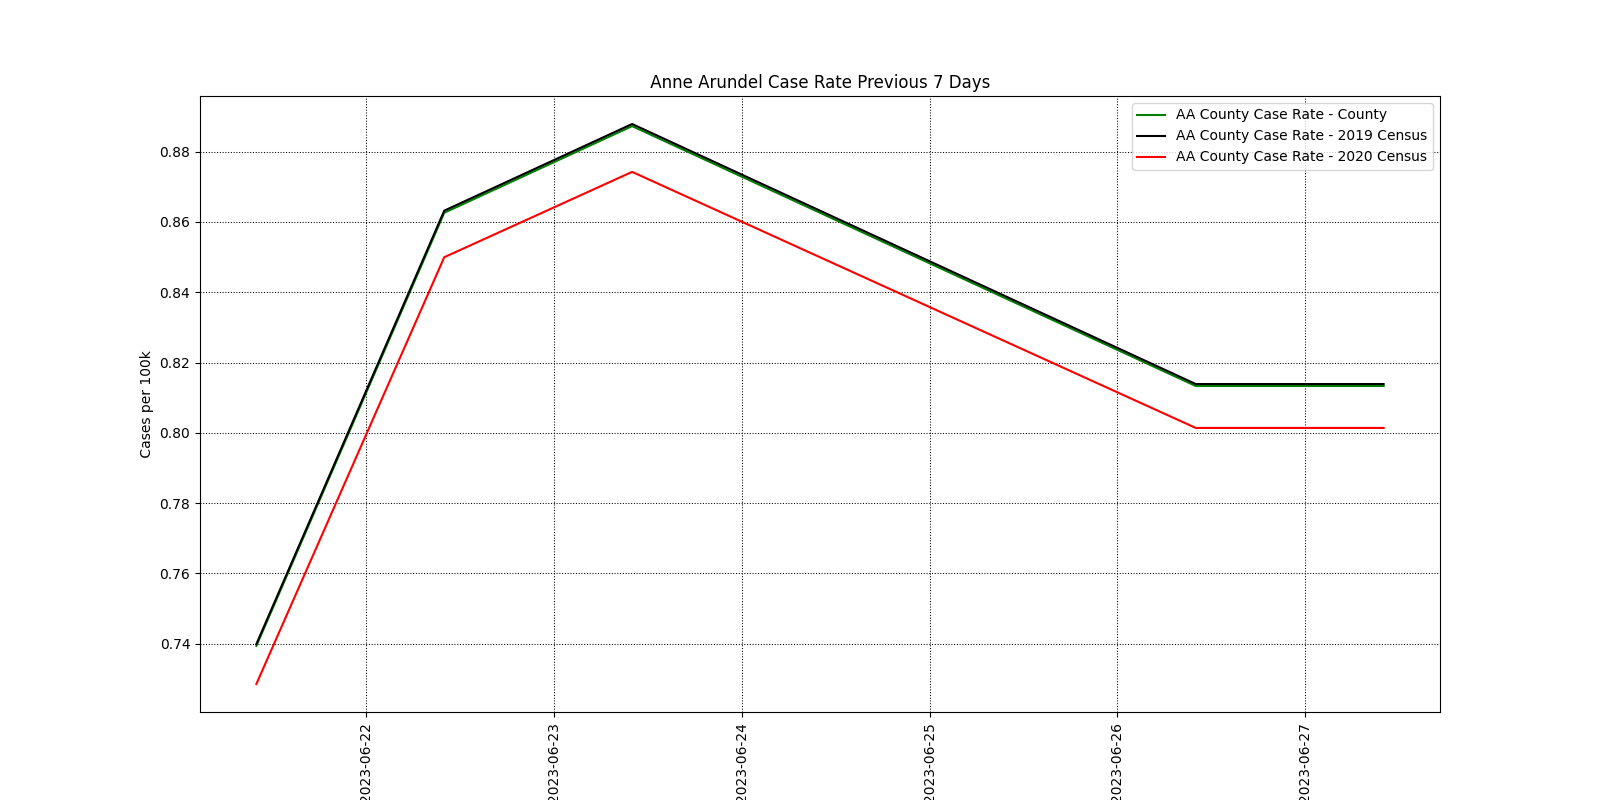 Anne Arundel Case Rate Previous 7 Days
AA County Case Rate - County
AA County Case Rate - 2019 Census
AA County Case Rate - 2020 Census
Cases per 100k
0.88
0.86
0.84
0.82
0.80
0.78
0.76
0.74
2023-06-22
2023-06-23
2023-06-24
2023-06-25
2023-06-26
2023-06-27